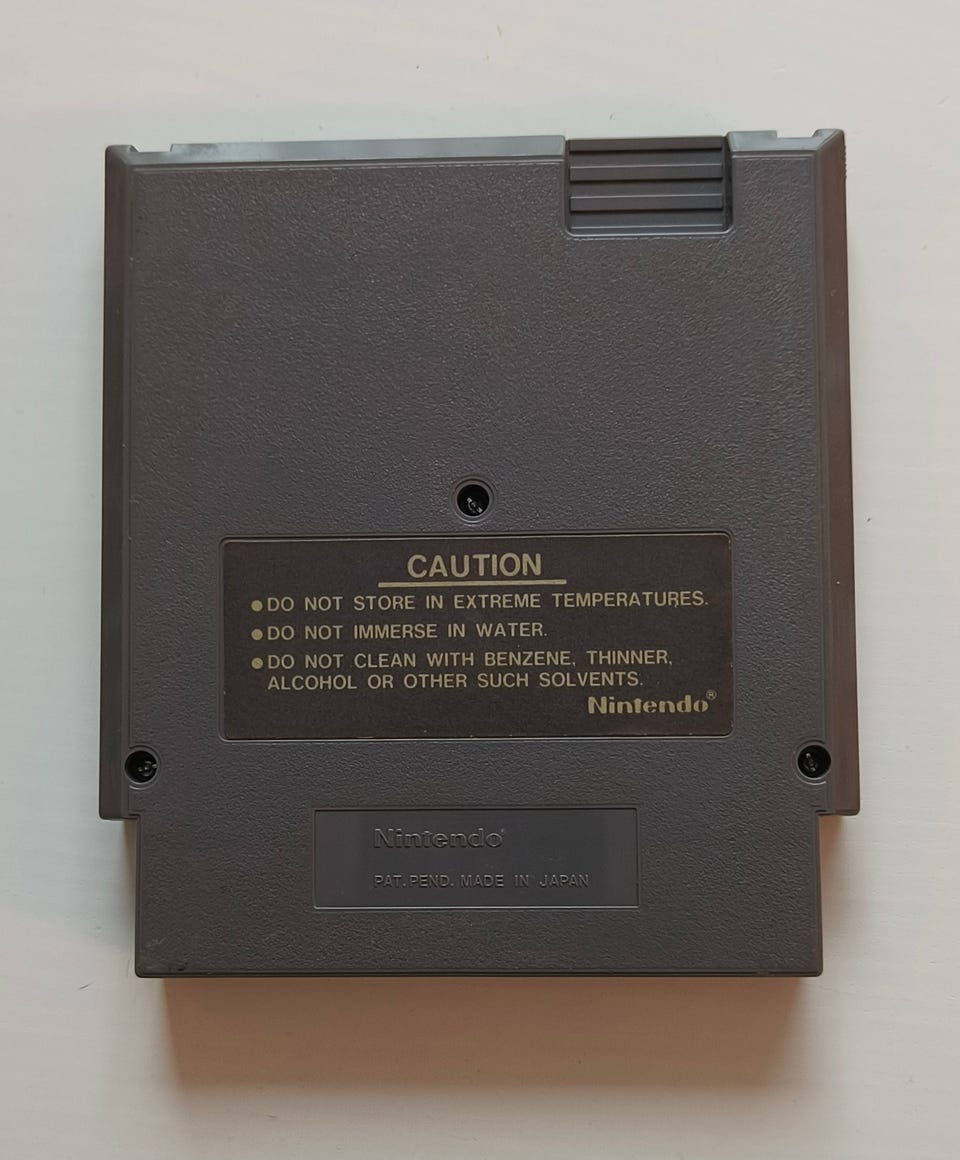 CAUTION
●DO NOT STORE IN EXTREME TEMPERATURES.
●DO NOT IMMERSE IN WATER.
●DO NOT CLEAN WITH BENZENE, THINNER,
ALCOHOL OR OTHER SUCH SOLVENTS.
Nintendo®
Nintendo®
PAT. PEND. MADE IN JAPAN